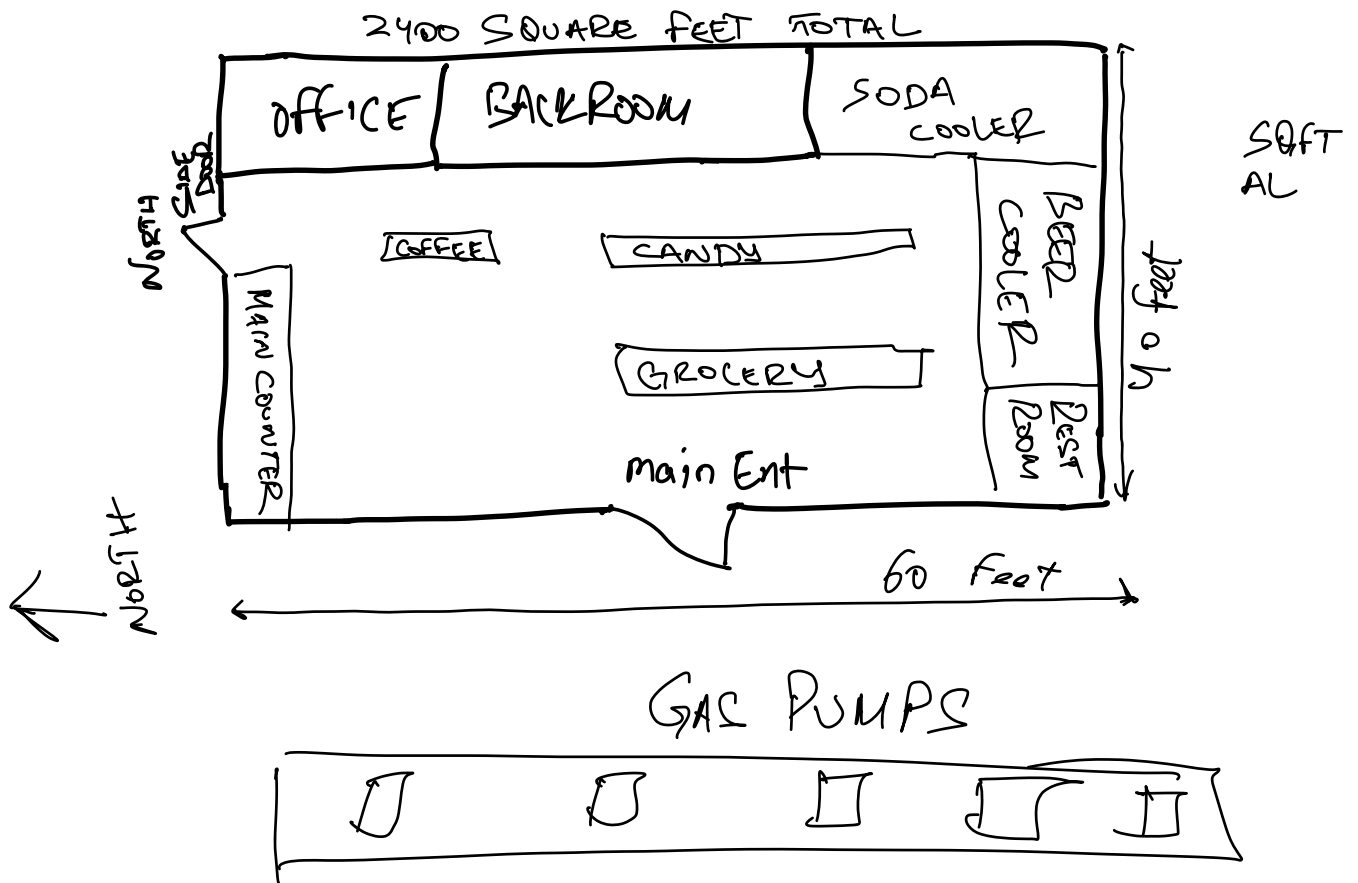 2400 SQUARE FEET TOTAL
OFFICE
BACKROOM
SODA
COOLER
SQFT
AL
SIDE
DOOR
NORTH
COFFEE
CANDY
BEER
COOLER
40 feet
MAIN COUNTER
GROCERY
REST
ROOM
main Ent
NORTH
60 Feet
GAS PUMPS